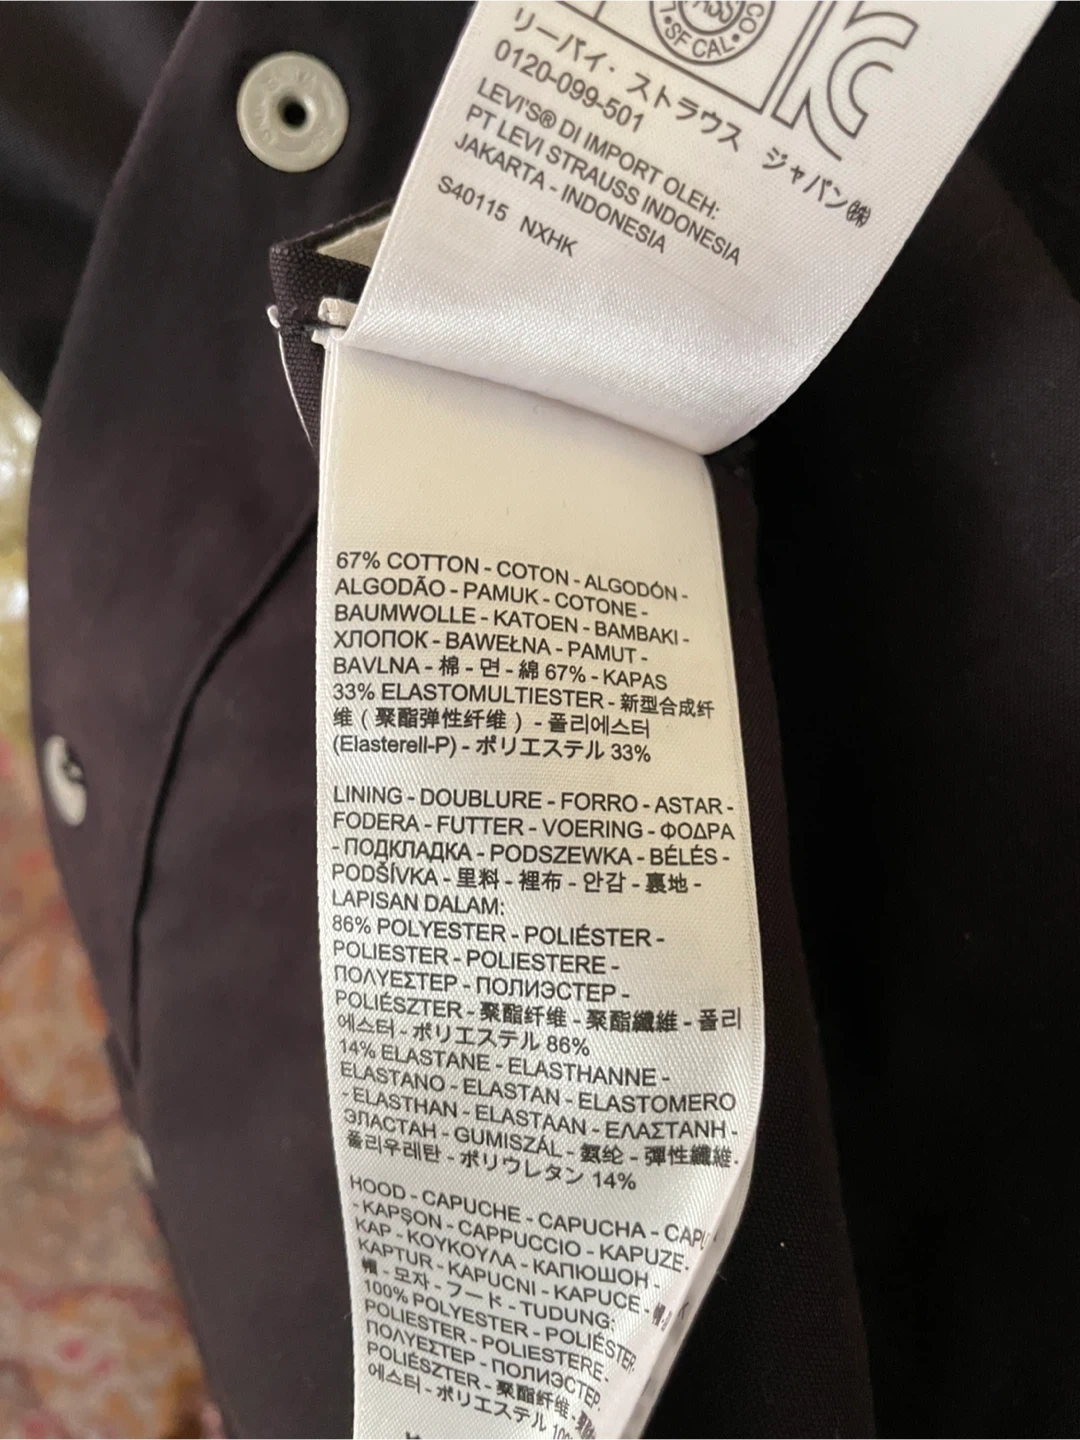 CO
SF CAL.
リーバイ・ストラウス ジャパン㈱
0120-099-501
LEVI'S® DI IMPORT OLEH:
PT LEVI STRAUSS INDONESIA
JAKARTA - INDONESIA
S40115 NXHK
67% COTTON - COTON - ALGODÓN -
ALGODÃO - PAMUK - COTONE -
BAUMWOLLE - KATOEN - BAMBAKI -
ХЛОПОК - BAWEŁNA - PAMUT -
BAVLNA - 棉 - 면 - 綿 67% - KAPAS
33% ELASTOMULTIESTER - 新型合成纤
维（聚酯弹性纤维） - 폴리에스터
(Elasterell-P) - ポリエステル 33%
LINING - DOUBLURE - FORRO - ASTAR -
FODERA - FUTTER - VOERING - ΦΟΔΡΑ
- ПОДКЛАДКА - PODSZEWKA - BÉLÉS -
PODŠÍVKA - 里料 - 裡布 - 안감 - 裏地 -
LAPISAN DALAM:
86% POLYESTER - POLIÉSTER -
POLIESTER - POLIESTERE -
ΠΟΛΥΕΣΤΕΡ - ПОЛИЭСТЕР -
POLIÉSZTER - 聚酯纤维 - 聚酯纖維 - 폴리
에스터 - ポリエステル 86%
14% ELASTANE - ELASTHANNE -
ELASTANO - ELASTAN - ELASTOMERO
- ELASTHAN - ELASTAAN - ΕΛΑΣΤΑΝΗ -
ЭЛАСТАН - GUMISZÁL - 氨纶 - 彈性纖維 -
폴리우레탄 - ポリウレタン 14%
HOOD - CAPUCHE - CAPUCHA - CAPU
- KAPŞON - CAPPUCCIO - KAPUZE -
KAP - ΚΟΥΚΟΥΛΑ - КАПЮШОН -
KAPTUR - KAPUCNI - KAPUCE -
帽 - 모자 - フード - TUDUNG:
100% POLYESTER - POLIÉSTER -
POLIESTER - POLIESTERE -
ΠΟΛΥΕΣΤΕΡ - ПОЛИЭСТЕР -
POLIÉSZTER - 聚酯纤维 -
에스터 - ポリエステル